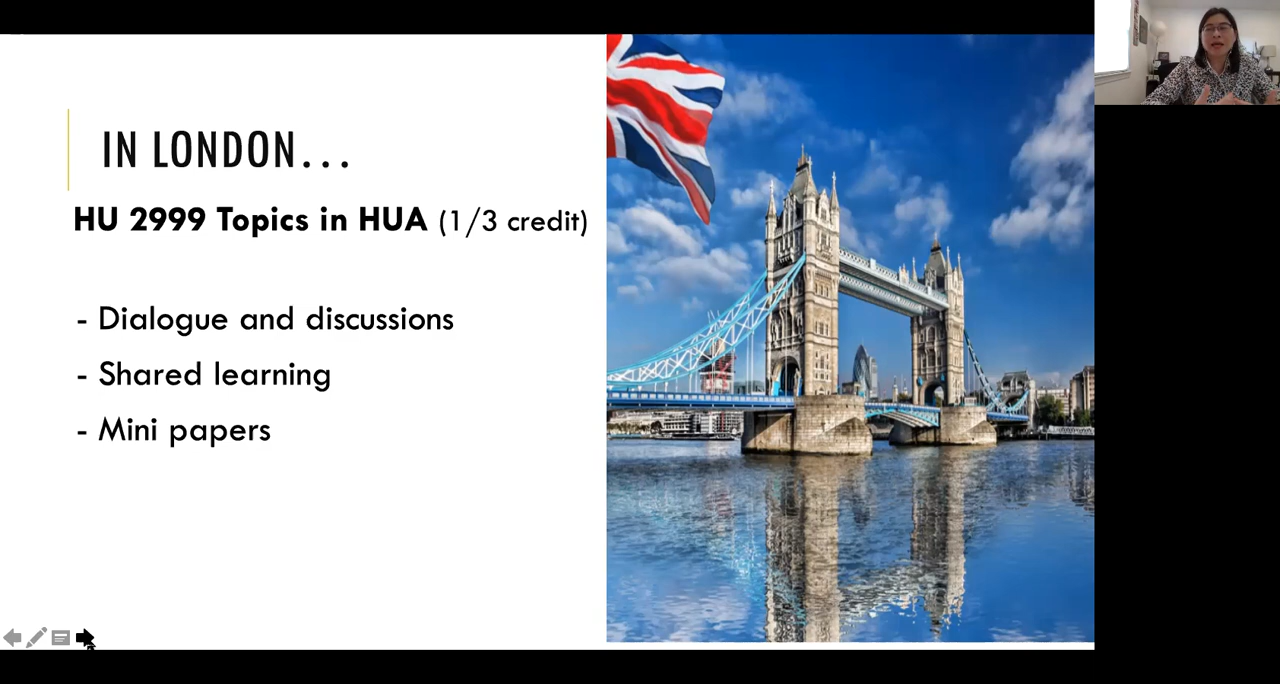 IN LONDON...
HU 2999 Topics in HUA (1/3 credit)
- Dialogue and discussions
- Shared learning
- Mini papers